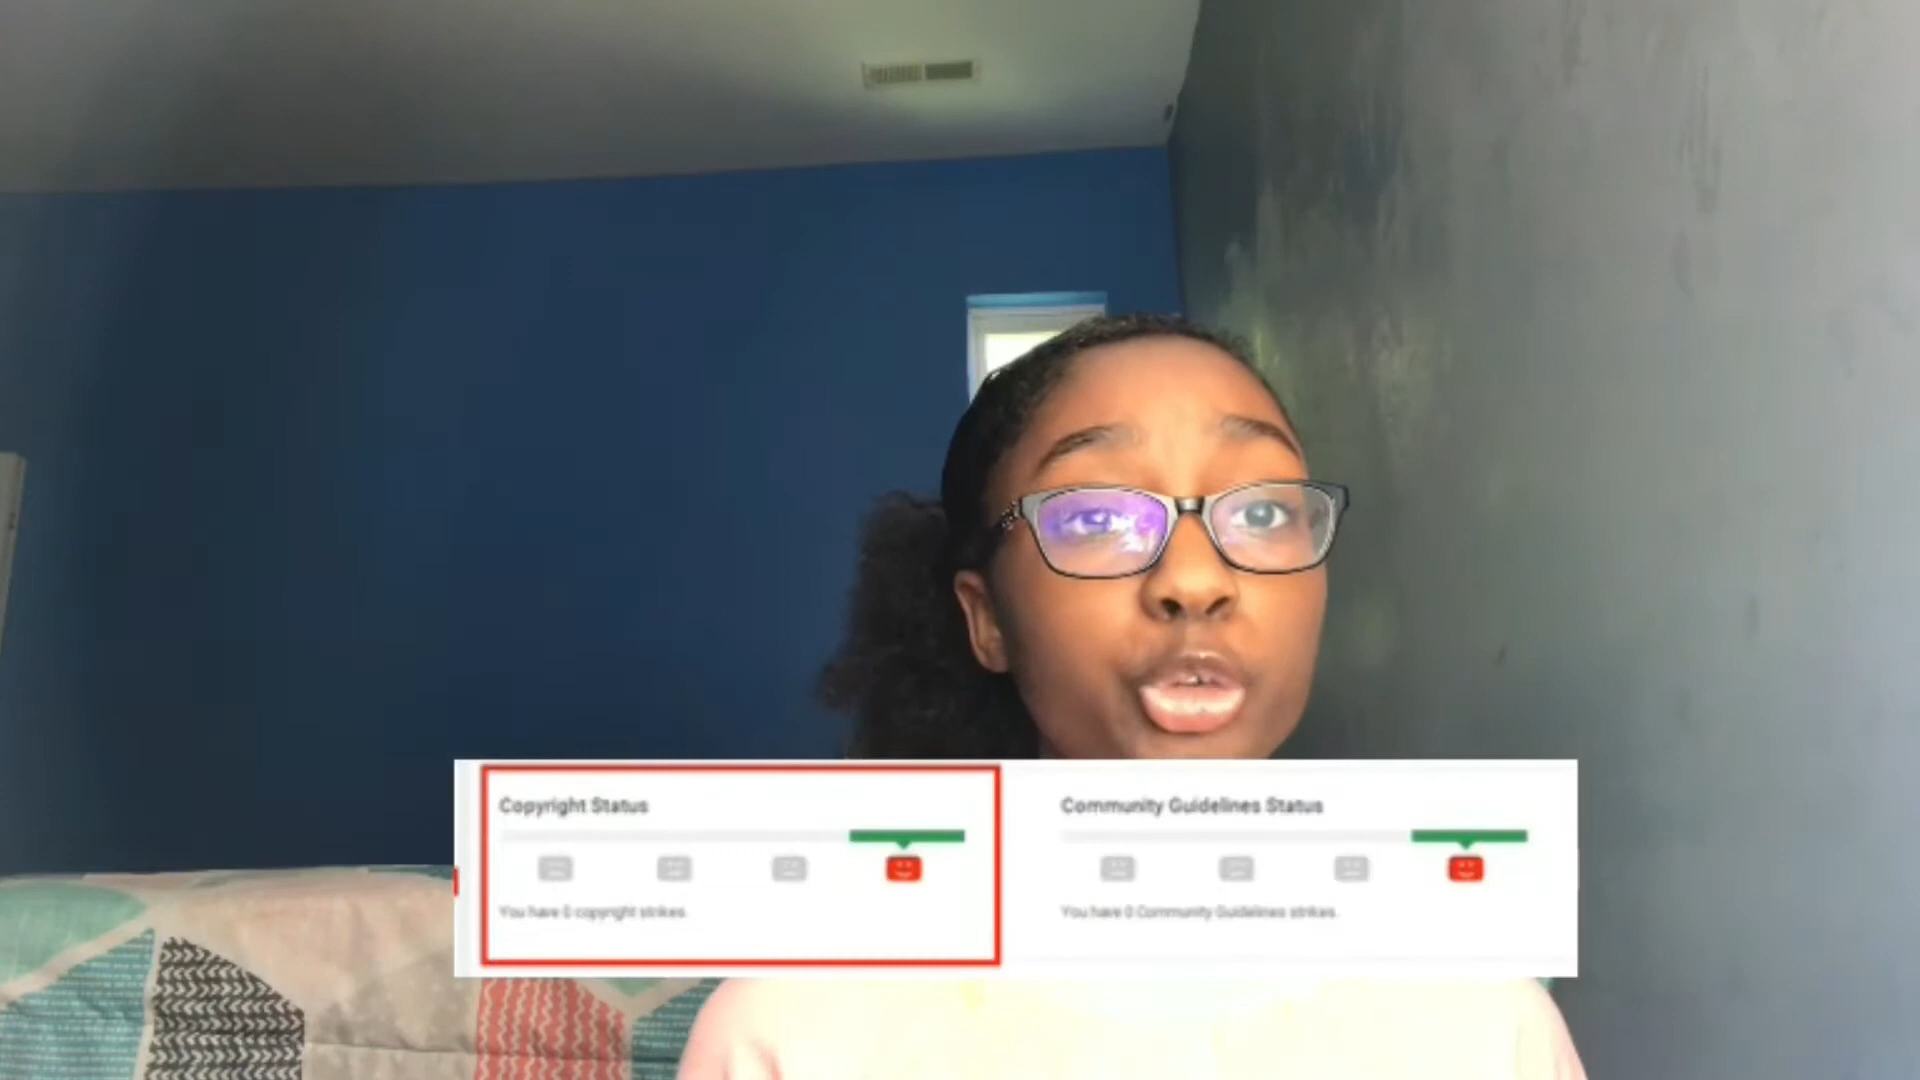 Copyright Status
Community Guidelines Status
You have 0 copyright strikes.
You have 0 Community Guidelines strikes.